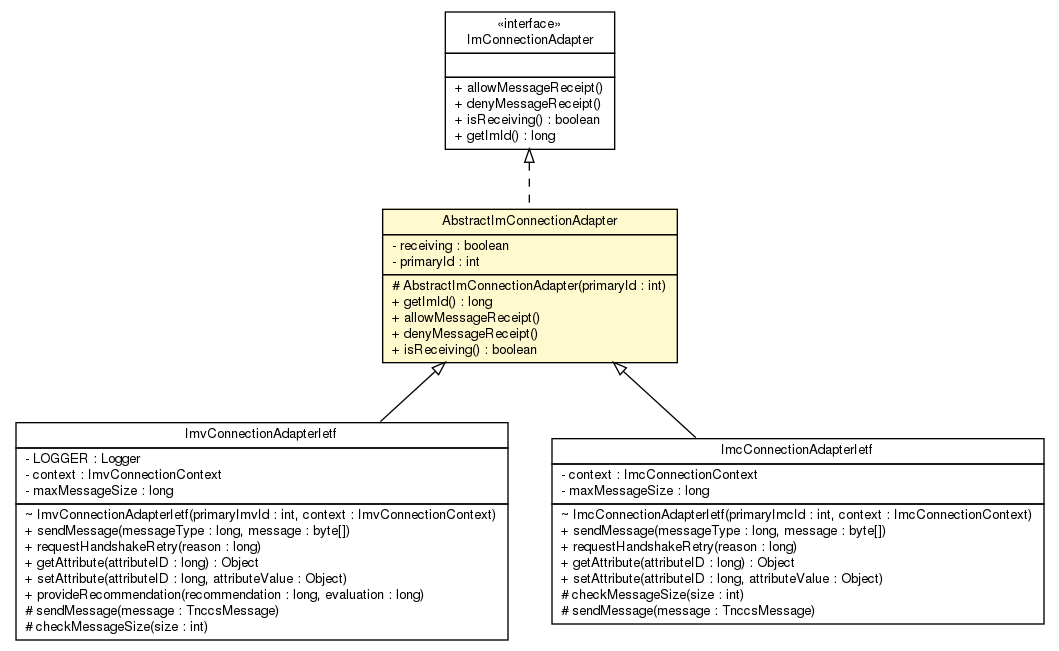 «interface»
ImConnectionAdapter
+ allowMessageReceipt()
+ denyMessageReceipt()
+ isReceiving() : boolean
+ getImId() : long
AbstractImConnectionAdapter
- receiving : boolean
- primaryId : int
# AbstractImConnectionAdapter(primaryId : int)
+ getImId() : long
+ allowMessageReceipt()
+ denyMessageReceipt()
+ isReceiving() : boolean
ImvConnectionAdapterIetf
- LOGGER : Logger
- context : ImvConnectionContext
- maxMessageSize : long
~ ImvConnectionAdapterIetf(primaryImvId : int, context : ImvConnectionContext)
+ sendMessage(messageType : long, message : byte[])
+ requestHandshakeRetry(reason : long)
+ getAttribute(attributeID : long) : Object
+ setAttribute(attributeID : long, attributeValue : Object)
+ provideRecommendation(recommendation : long, evaluation : long)
# sendMessage(message : TnccsMessage)
# checkMessageSize(size : int)
ImcConnectionAdapterIetf
- context : ImcConnectionContext
- maxMessageSize : long
~ ImcConnectionAdapterIetf(primaryImcId : int, context : ImcConnectionContext)
+ sendMessage(messageType : long, message : byte[])
+ requestHandshakeRetry(reason : long)
+ getAttribute(attributeID : long) : Object
+ setAttribute(attributeID : long, attributeValue : Object)
# checkMessageSize(size : int)
# sendMessage(message : TnccsMessage)